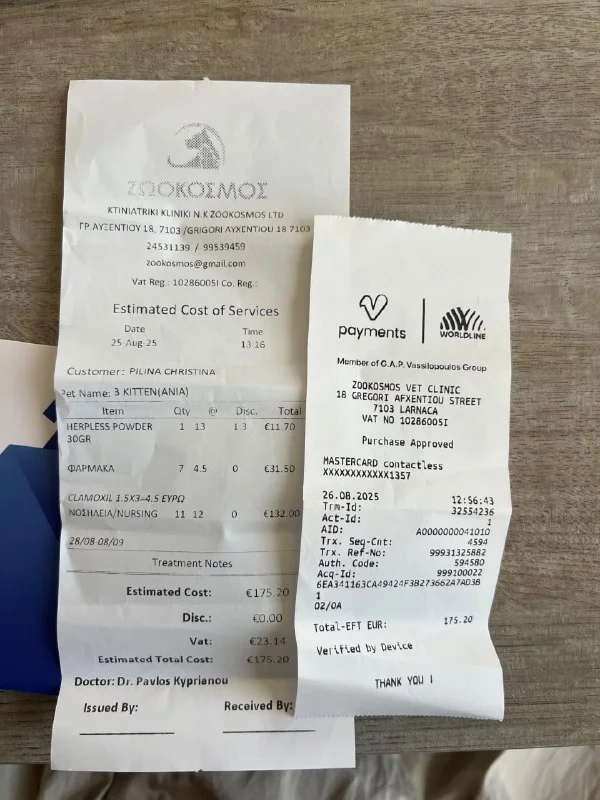 ZOOΚΟΣΜΟΣ
KTINIATRIKI KLINIKI N.K ZOOKOSMOS LTD
ΓΡ.ΑΥΞΕΝΤΙΟΥ 18, 7103 /GRIGORI AYXENTIOU 18 7103
24531139 / 99539459
zookosmos@gmail.com
Vat Reg.: 10286005I Co. Reg.:
Estimated Cost of Services
Date Time
25-Aug-25 13:16
Customer: PILINA CHRISTINA
Pet Name: 3 KITTEN(ANIA)
Item Qty @ Disc. Total
HERPLESS POWDER 1 13 1.3 €11.70
30GR
ΦΑΡΜΑΚΑ 7 4.5 0 €31.50
CLAMOXIL 1.5X3=4.5 ΕΥΡΩ
ΝΟΣΗΛΕΙΑ/NURSING 11 12 0 €132.00
28/08 08/09
Treatment Notes
Estimated Cost: €175.20
Disc.: €0.00
Vat: €23.14
Estimated Total Cost: €175.20
Doctor: Dr. Pavlos Kyprianou
Issued By: Received By:
payments
WORLDLINE
Member of G.A.P. Vassilopoulos Group
ZOOKOSMOS VET CLINIC
18 GREGORI AFXENTIOU STREET
7103 LARNACA
VAT NO 10286005I
Purchase Approved
MASTERCARD contactless
XXXXXXXXXXXX1357
26.08.2025 12:56:43
Trm-Id: 32554236
Act-Id: 1
AID: A0000000041010
Trx. Seq-Cnt: 4594
Trx. Ref-No: 99931325882
Auth. Code: 594580
Acq-Id: 999100022
6EA341163CA49424F3B273662A7AD3B
1
02/0A
Total-EFT EUR: 175.20
Verified by Device
THANK YOU !